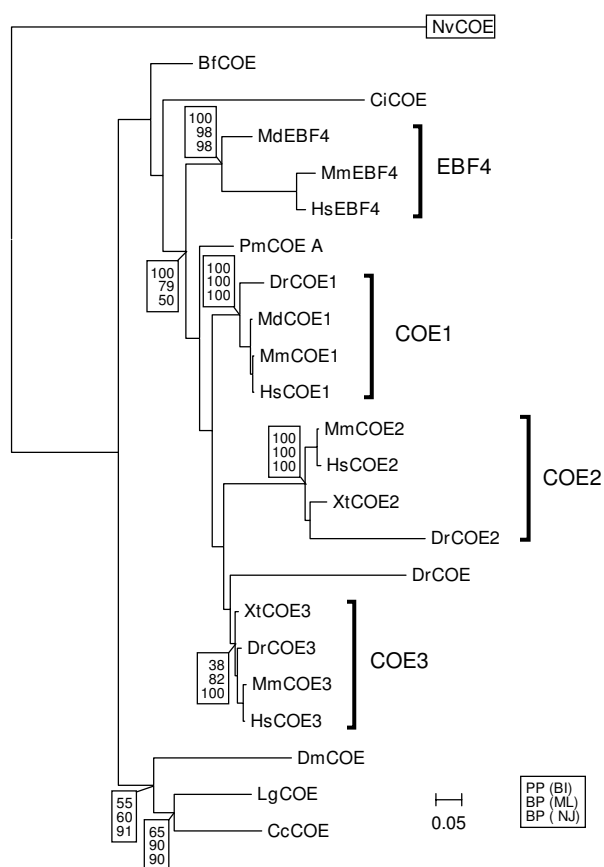 NvCOE
BfCOE
CiCOE
100
98
98
MdEBF4
MmEBF4
HsEBF4
EBF4
PmCOE A
100
79
50
100
100
100
DrCOE1
MdCOE1
MmCOE1
HsCOE1
COE1
MmCOE2
100
100
100
HsCOE2
XtCOE2
DrCOE2
COE2
DrCOE
XtCOE3
DrCOE3
MmCOE3
HsCOE3
COE3
38
82
100
DmCOE
LgCOE
CcCOE
55
60
91
65
90
90
0.05
PP (BI)
BP (ML)
BP ( NJ)